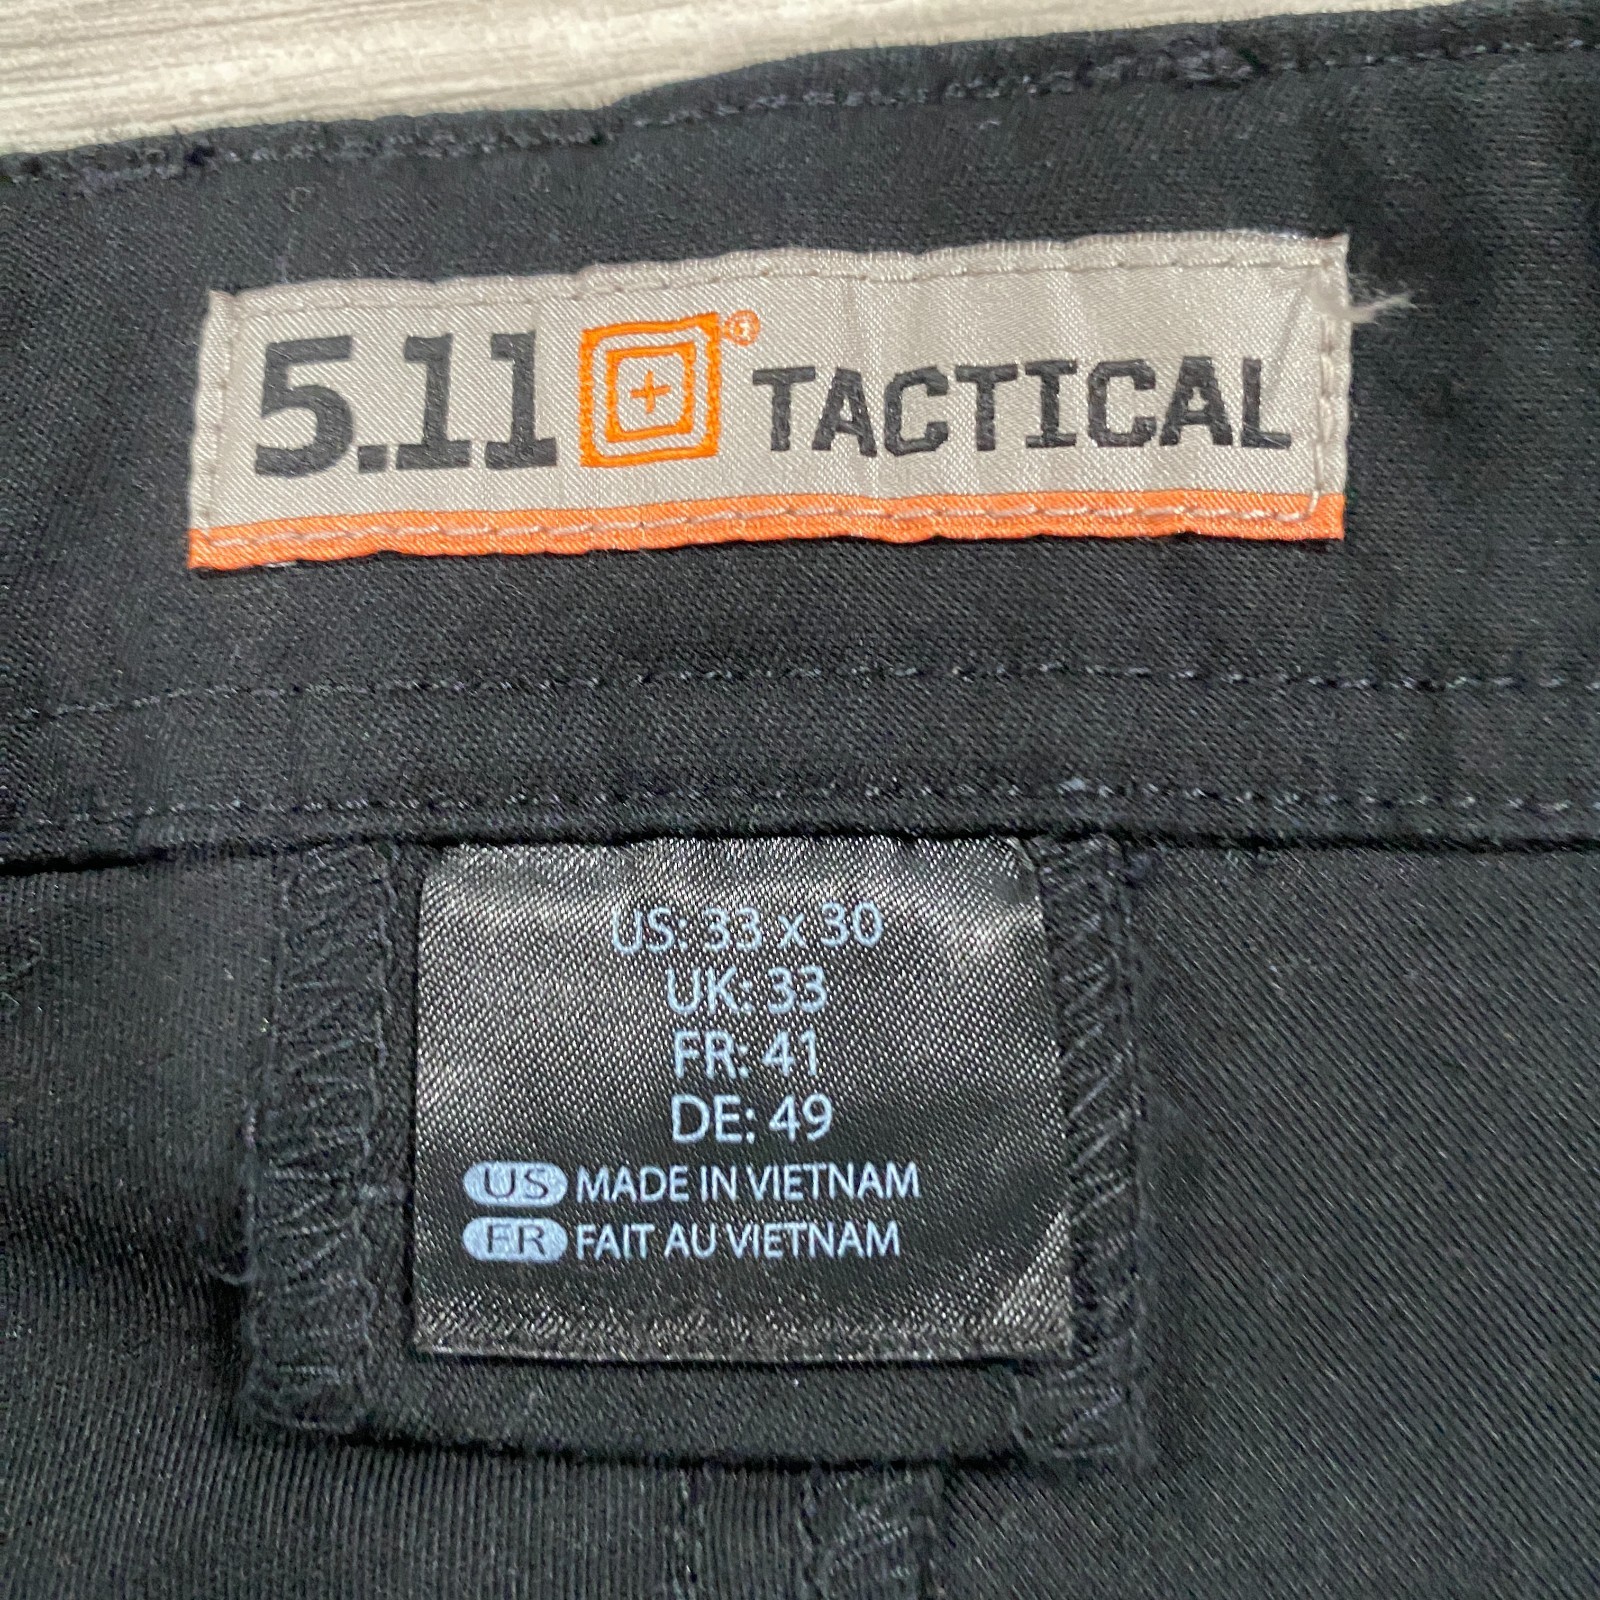 5.11 ® TACTICAL
US: 33 x 30
UK: 33
FR: 41
DE: 49
US MADE IN VIETNAM
FR FAIT AU VIETNAM